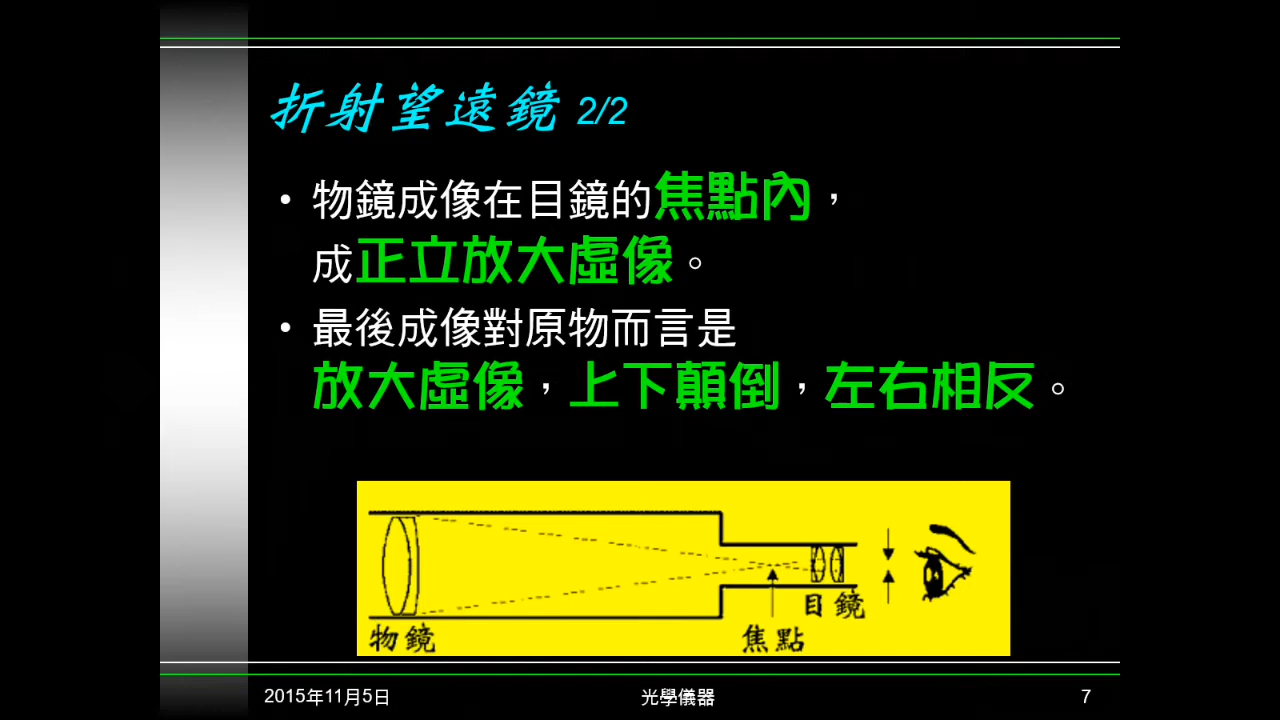 折射望遠鏡 2/2
• 物鏡成像在目鏡的焦點內，
成正立放大虛像。
• 最後成像對原物而言是
放大虛像，上下顛倒，左右相反。
目鏡
物鏡
焦點
2015年11月5日
光學儀器
7